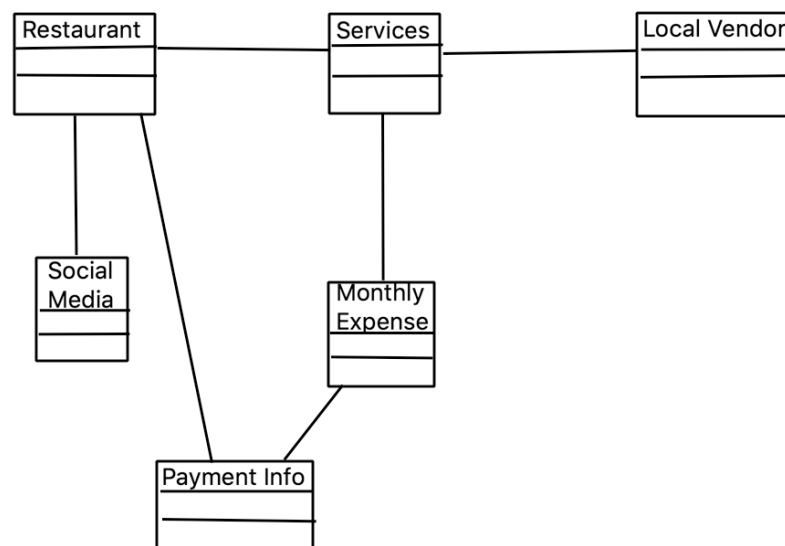 Restaurant
Services
Local Vendor
Social
Media
Monthly
Expense
Payment Info